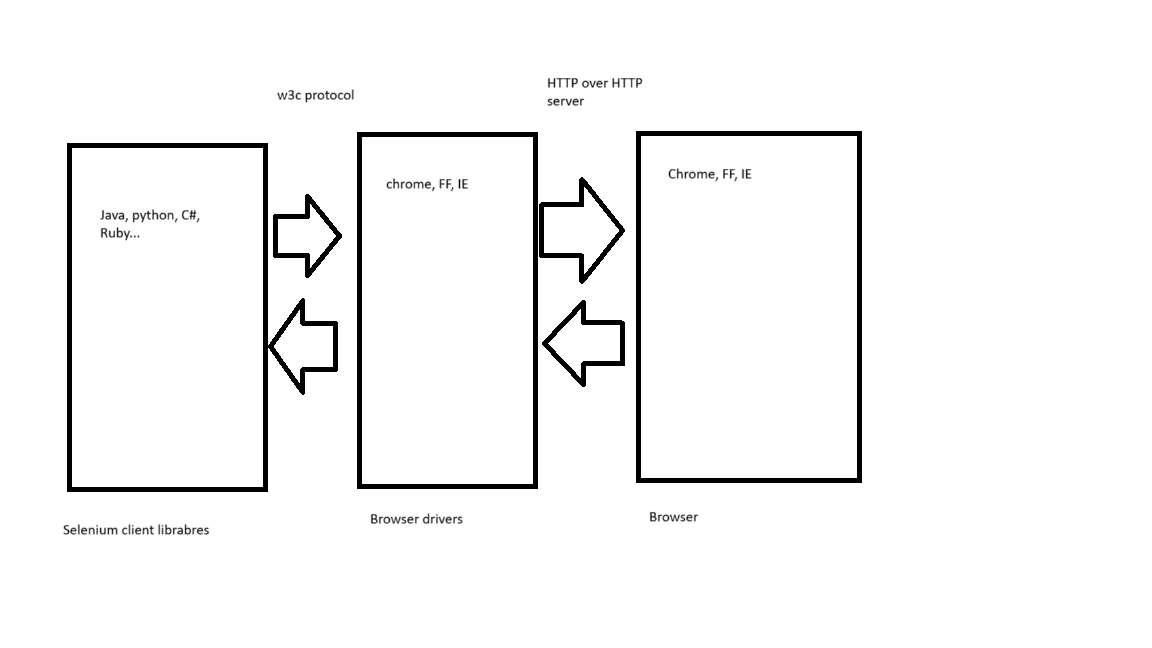 w3c protocol
HTTP over HTTP
server
Java, python, C#,
Ruby...
chrome, FF, IE
Chrome, FF, IE
Selenium client librabres
Browser drivers
Browser